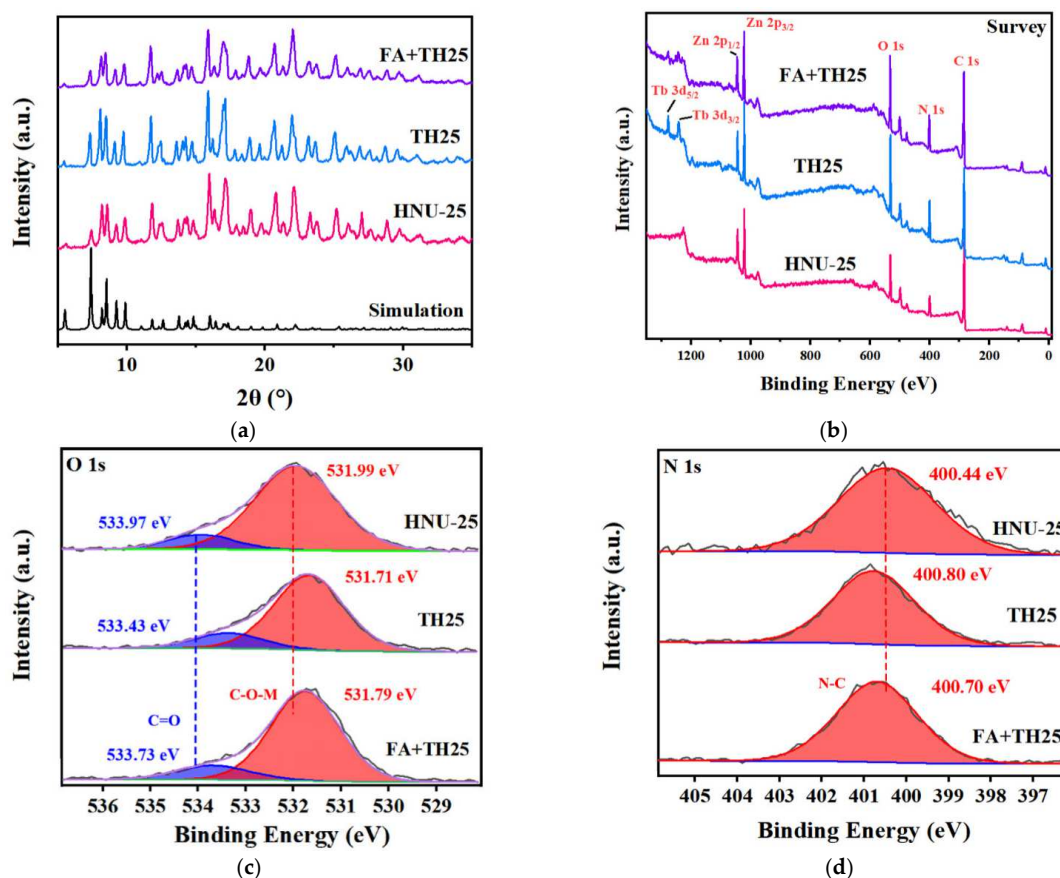 Intensity (a.u.)
FA+TH25
TH25
HNU-25
Simulation
10
20
30
2θ (°)
(a)
Intensity (a.u.)
Survey
Zn 2p3/2
Zn 2p1/2
O 1s
C 1s
FA+TH25
Tb 3d5/2
N 1s
Tb 3d3/2
TH25
HNU-25
1200
1000
800
600
400
200
0
Binding Energy (eV)
(b)
Intensity (a.u.)
O 1s
531.99 eV
533.97 eV
HNU-25
531.71 eV
533.43 eV
TH25
C-O-M
531.79 eV
C=O
533.73 eV
FA+TH25
536
535
534
533
532
531
530
529
Binding Energy (eV)
(c)
Intensity (a.u.)
N 1s
400.44 eV
HNU-25
400.80 eV
TH25
N-C
400.70 eV
FA+TH25
405
404
403
402
401
400
399
398
397
Binding Energy (eV)
(d)